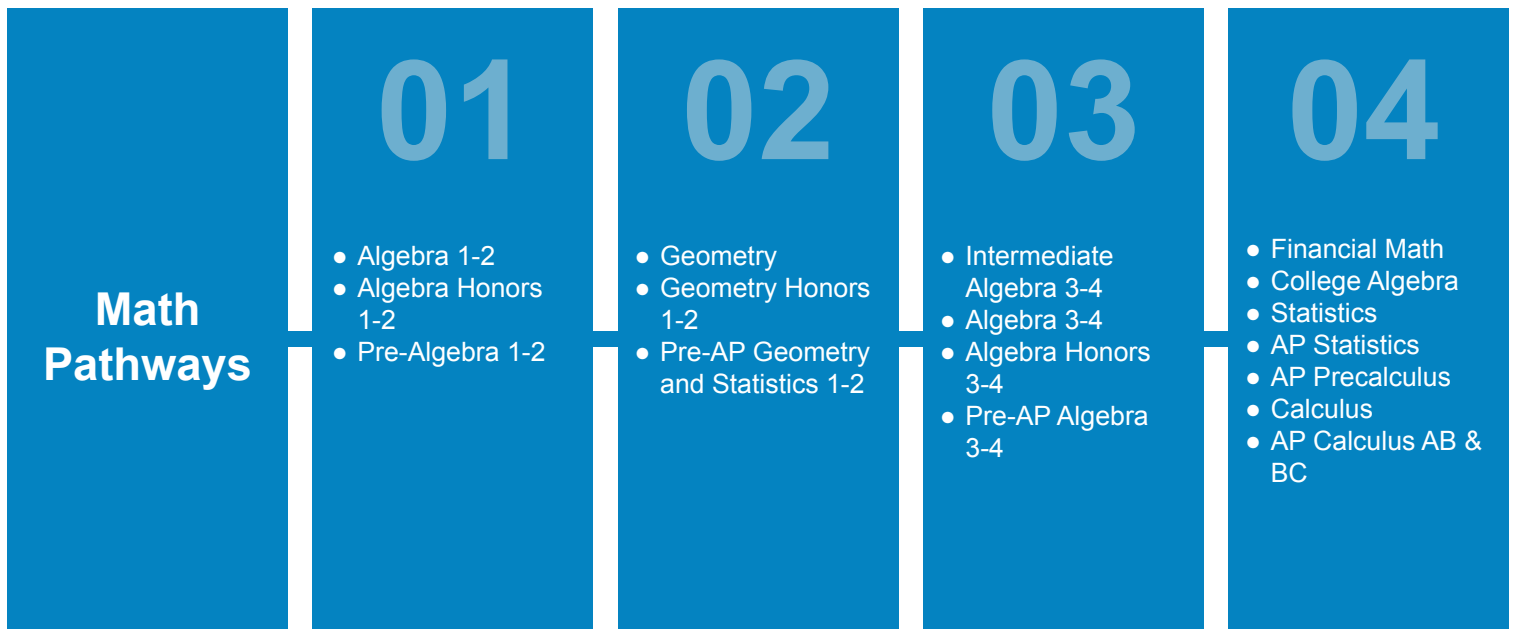 Math
Pathways
01
● Algebra 1-2
● Algebra Honors
1-2
● Pre-Algebra 1-2
02
● Geometry
● Geometry Honors
1-2
● Pre-AP Geometry
and Statistics 1-2
03
● Intermediate
Algebra 3-4
● Algebra 3-4
● Algebra Honors
3-4
● Pre-AP Algebra
3-4
04
● Financial Math
● College Algebra
● Statistics
● AP Statistics
● AP Precalculus
● Calculus
● AP Calculus AB &
BC